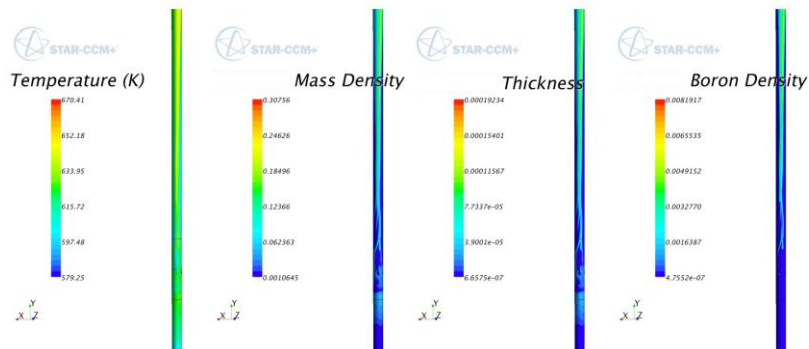 STAR-CCM+
Temperature (K)
670.41
652.18
633.95
615.72
597.48
579.25
Y
X
Z
STAR-CCM+
Mass Density
0.30756
0.24626
0.18496
0.12366
0.062363
0.0010645
Y
X
Z
STAR-CCM+
Thickness
0.00019234
0.00015401
0.00011567
7.7337e-05
3.9001e-05
6.6575e-07
Y
X
Z
STAR-CCM+
Boron Density
0.0081917
0.0065535
0.0049152
0.0032770
0.0016387
4.7552e-07
Y
X
Z